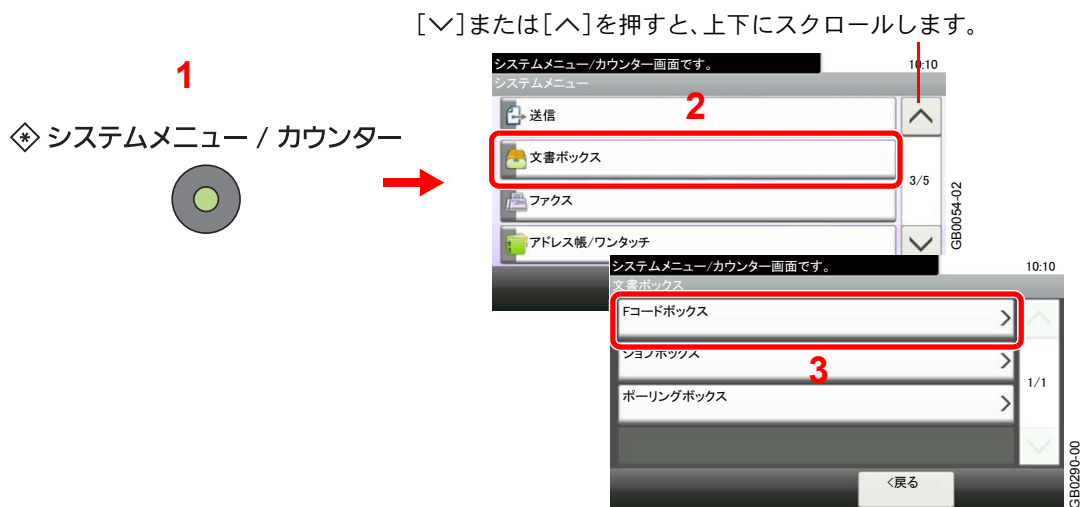 [∨]または[∧]を押すと、上下にスクロールします。
1
システムメニュー / カウンター
システムメニュー/カウンター画面です。
10:10
システムメニュー
2
送信
文書ボックス
3/5
ファクス
アドレス帳/ワンタッチ
GB0054-02
システムメニュー/カウンター画面です。
10:10
文書ボックス
Fコードボックス
ジョブボックス
3
1/1
ポーリングボックス
<戻る
GB0290-00